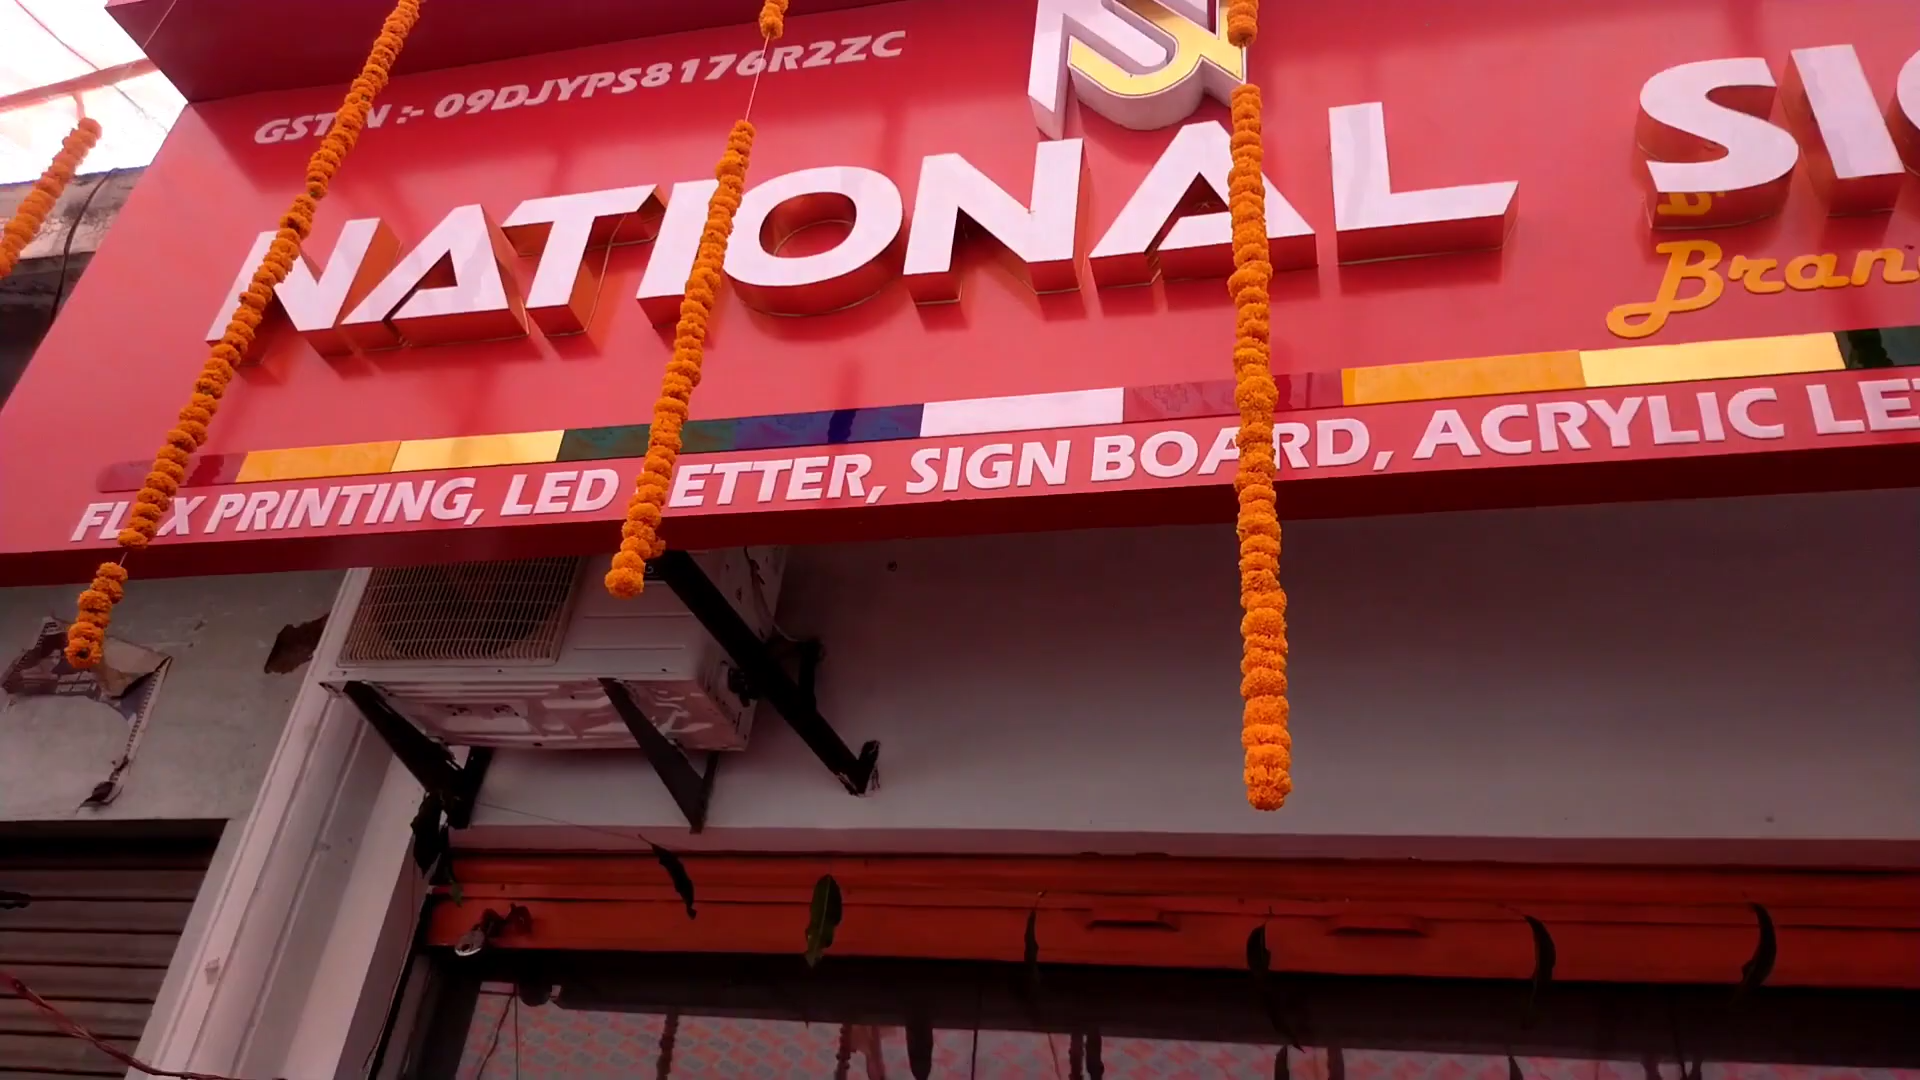 GSTIN :- 09DJYPS8176R2ZC
NATIONAL
a
FLEX PRINTING, LED LETTER, SIGN BOARD, ACRYLIC